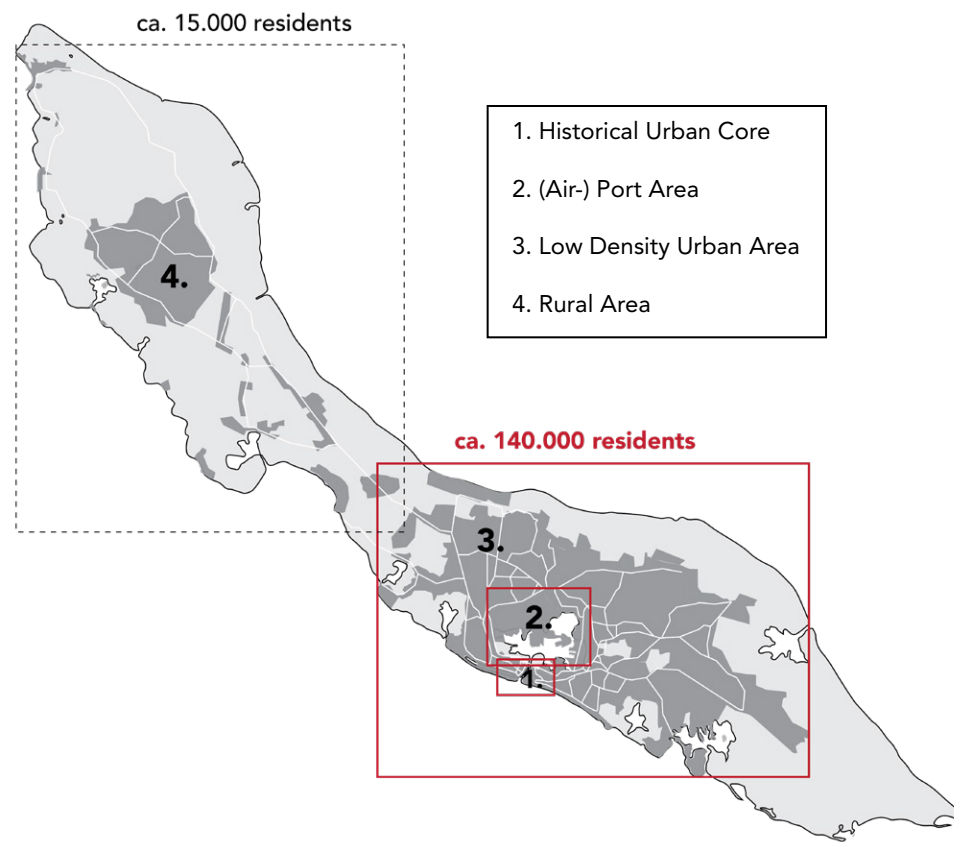 ca. 15.000 residents
1. Historical Urban Core
2. (Air-) Port Area
3. Low Density Urban Area
4. Rural Area
4.
ca. 140.000 residents
3.
2.
1.